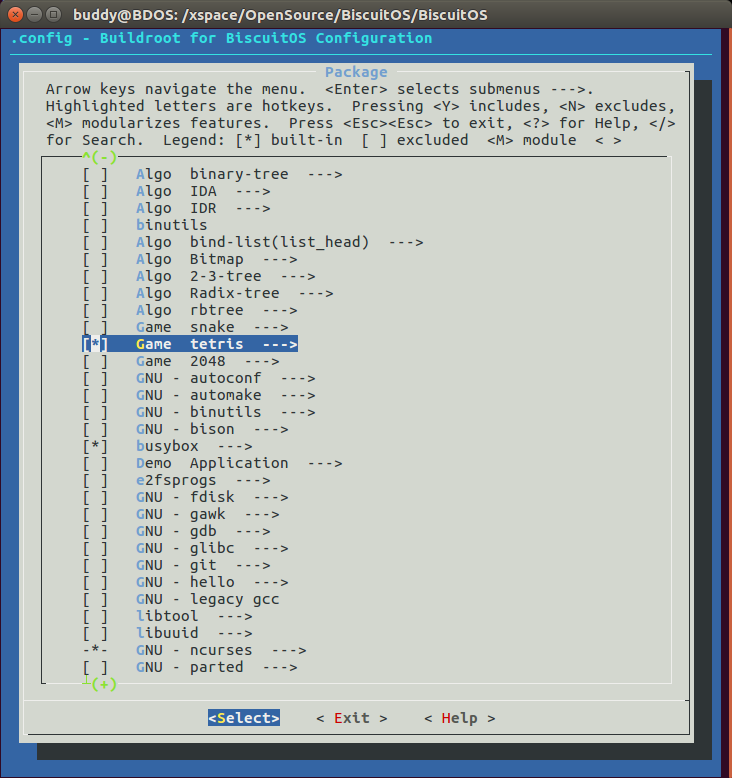 buddy@BDOS: /xspace/OpenSource/BiscuitOS/BiscuitOS
.config - Buildroot for BiscuitOS Configuration
Package
Arrow keys navigate the menu.  <Enter> selects submenus --->.
Highlighted letters are hotkeys.  Pressing <Y> includes, <N> excludes,
<M> modularizes features.  Press <Esc><Esc> to exit, <?> for Help, </>
for Search.  Legend: [*] built-in  [ ] excluded  <M> module  < >
^(-)
[ ]   Algo  binary-tree  --->
[ ]   Algo  IDA  --->
[ ]   Algo  IDR  --->
[ ]   binutils
[ ]   Algo  bind-list(list_head)  --->
[ ]   Algo  Bitmap  --->
[ ]   Algo  2-3-tree  --->
[ ]   Algo  Radix-tree  --->
[ ]   Algo  rbtree  --->
[ ]   Game  snake  --->
[*]   Game  tetris  --->
[ ]   Game  2048  --->
[ ]   GNU - autoconf  --->
[ ]   GNU - automake  --->
[ ]   GNU - binutils  --->
[ ]   GNU - bison  --->
[*]   busybox  --->
[ ]   Demo  Application  --->
[ ]   e2fsprogs  --->
[ ]   GNU - fdisk  --->
[ ]   GNU - gawk  --->
[ ]   GNU - gdb  --->
[ ]   GNU - glibc  --->
[ ]   GNU - git  --->
[ ]   GNU - hello  --->
[ ]   GNU - legacy gcc
[ ]   libtool  --->
[ ]   libuuid  --->
-*-   GNU - ncurses  --->
[ ]   GNU - parted  --->
┴(+)
<Select>    < Exit >    < Help >